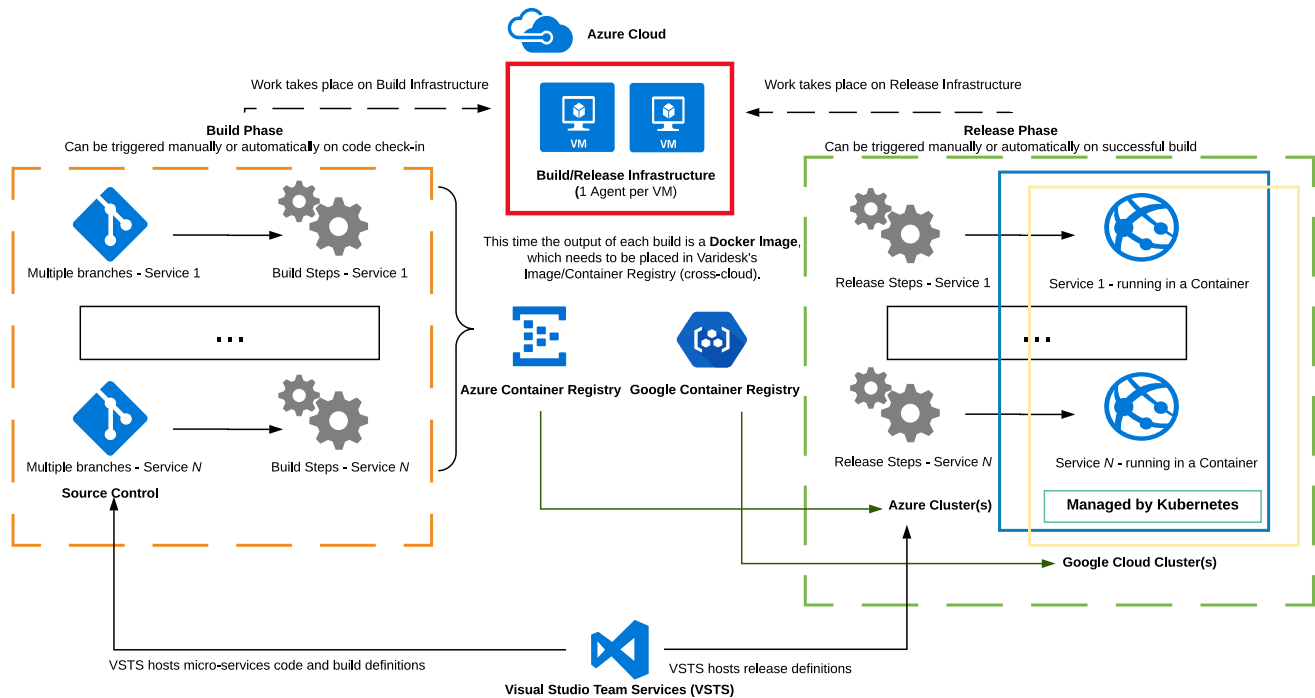 Azure Cloud
Work takes place on Build Infrastructure
Work takes place on Release Infrastructure
VM
VM
Build/Release Infrastructure
(1 Agent per VM)
Build Phase
Can be triggered manually or automatically on code check-in
Release Phase
Can be triggered manually or automatically on successful build
Multiple branches - Service 1
Build Steps - Service 1
This time the output of each build is a Docker Image,
which needs to be placed in Varidesk's
Image/Container Registry (cross-cloud).
Release Steps - Service 1
Service 1 - running in a Container
...
...
Azure Container Registry
Google Container Registry
Multiple branches - Service N
Build Steps - Service N
Release Steps - Service N
Service N - running in a Container
Source Control
Azure Cluster(s)
Managed by Kubernetes
Google Cloud Cluster(s)
VSTS hosts micro-services code and build definitions
VSTS hosts release definitions
Visual Studio Team Services (VSTS)